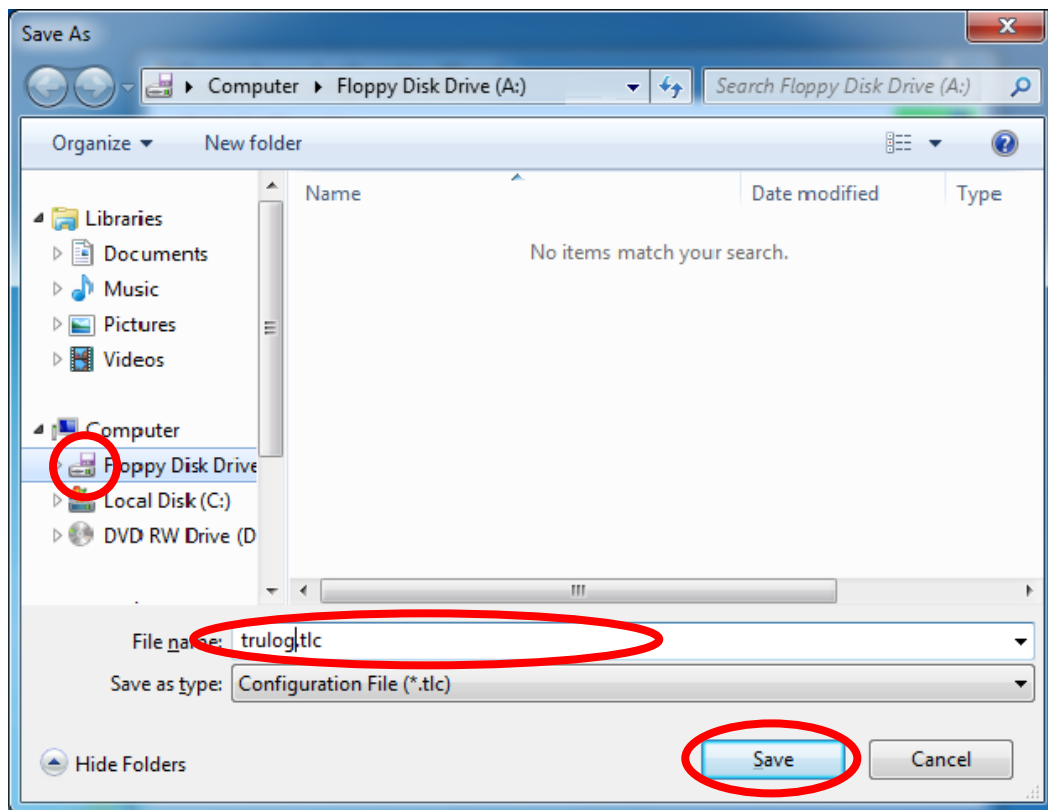 Save As
Computer Floppy Disk Drive (A:) Search Floppy Disk Drive (A:)
Organize New folder
Name Date modified Type
No items match your search.
Libraries
Documents
Music
Pictures
Videos
Computer
Floppy Disk Drive
Local Disk (C:)
DVD RW Drive (D
File name: trulog.tlc
Save as type: Configuration File (*.tlc)
Hide Folders Save Cancel